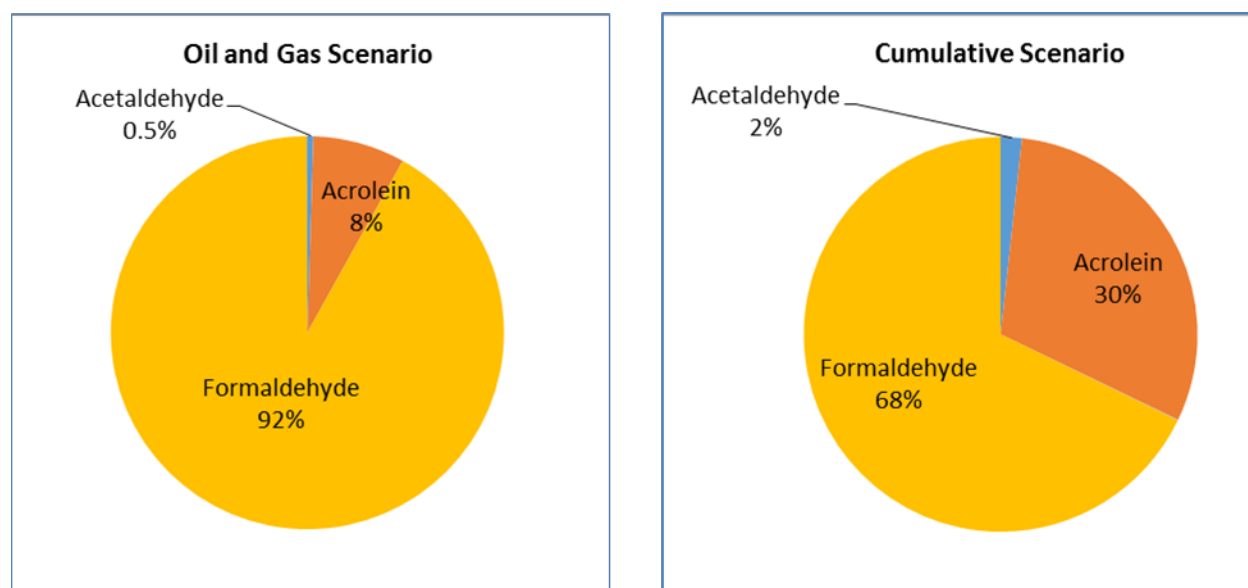 Oil and Gas Scenario
Acetaldehyde
0.5%
Acrolein
8%
Formaldehyde
92%
Cumulative Scenario
Acetaldehyde
2%
Acrolein
30%
Formaldehyde
68%